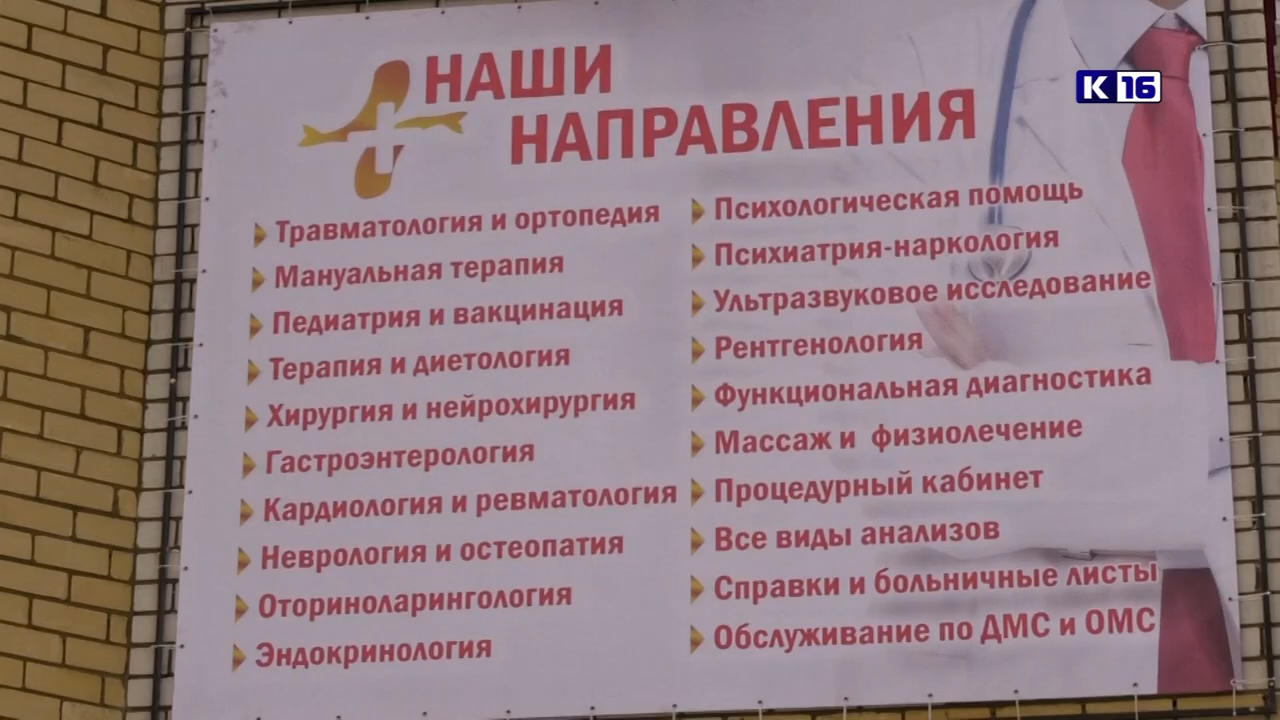 К 16
НАШИ
НАПРАВЛЕНИЯ
Травматология и ортопедия
Мануальная терапия
Педиатрия и вакцинация
Терапия и диетология
Хирургия и нейрохирургия
Гастроэнтерология
Кардиология и ревматология
Неврология и остеопатия
Оториноларингология
Эндокринология
Психологическая помощь
Психиатрия-наркология
Ультразвуковое исследование
Рентгенология
Функциональная диагностика
Массаж и физиолечение
Процедурный кабинет
Все виды анализов
Справки и больничные листы
Обслуживание по ДМС и ОМС